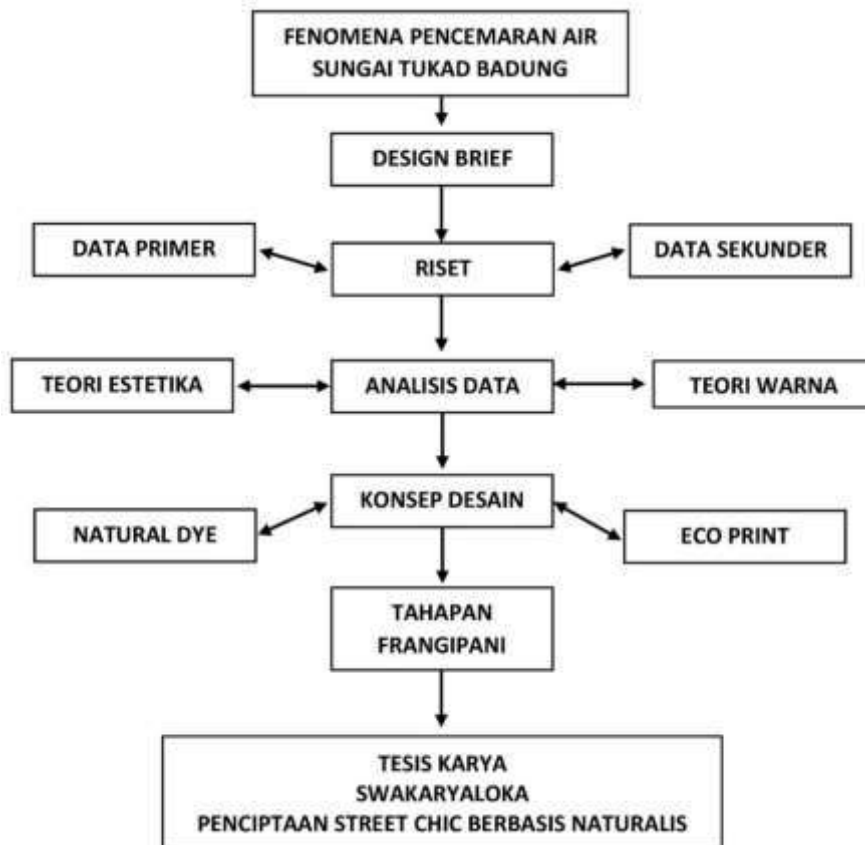 FENOMENA PENCEMARAN AIR
SUNGAI TUKAD BADUNG
DESIGN BRIEF
DATA PRIMER
RISET
DATA SEKUNDER
TEORI ESTETIKA
ANALISIS DATA
TEORI WARNA
KONSEP DESAIN
NATURAL DYE
ECO PRINT
TAHAPAN
FRANGIPANI
TESIS KARYA
SWAKARYALOKA
PENCIPTAAN STREET CHIC BERBASIS NATURALIS